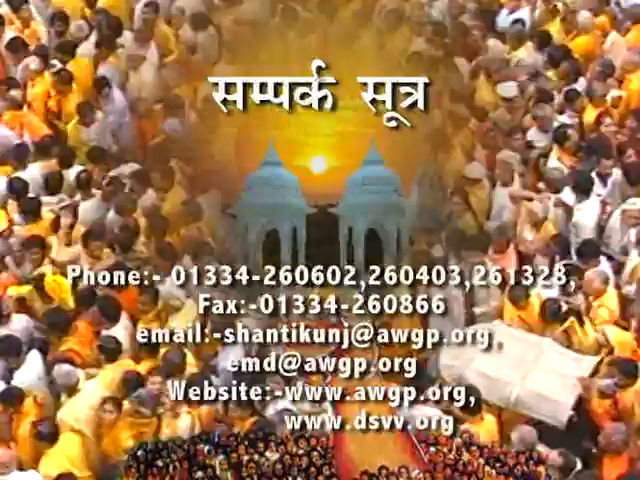 सम्पर्क सूत्र
Phone:- 01334-260602,260403,261328,
Fax:-01334-260866
email:-shantikunj@awgp.org,
emd@awgp.org
Website:-www.awgp.org,
www.dsvv.org